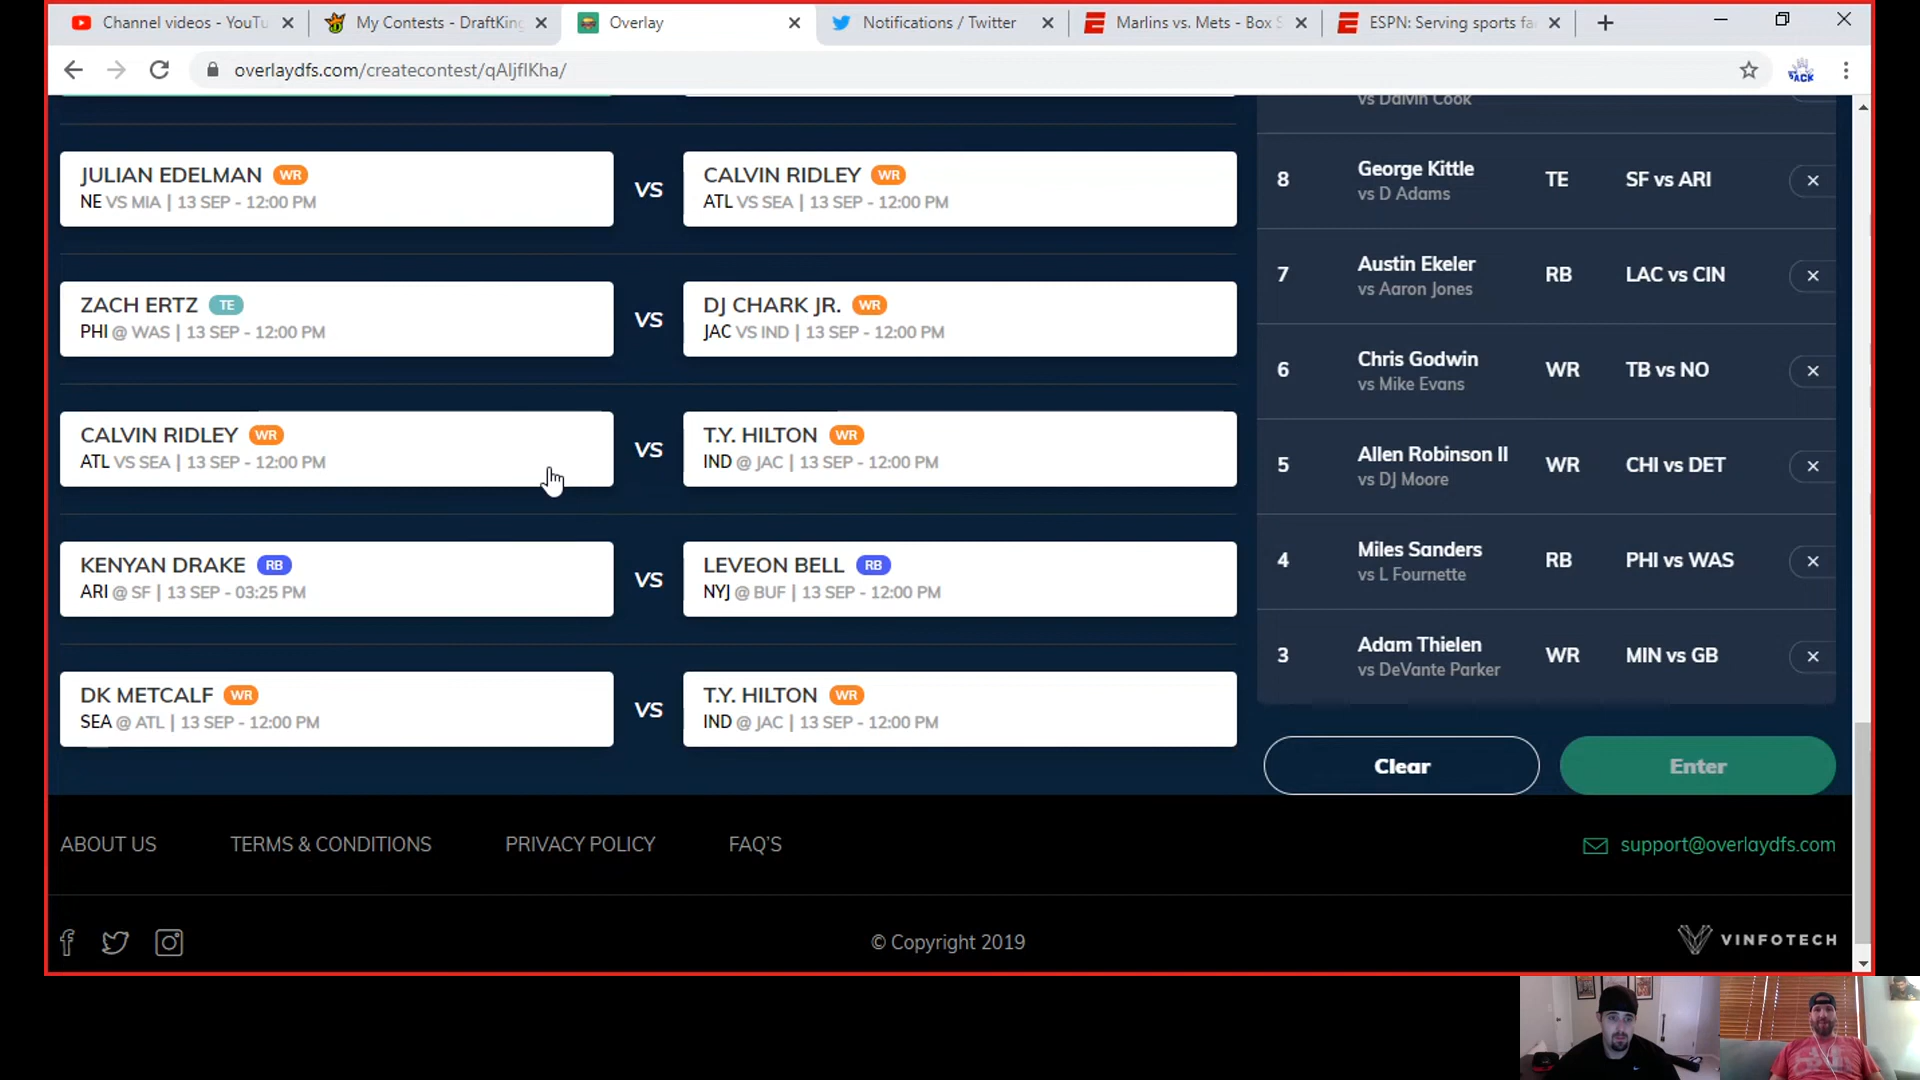 Channel videos - YouTu
My Contests - DraftKing
Overlay
Notifications / Twitter
Marlins vs. Mets - Box S
ESPN: Serving sports fa
overlaydfs.com/createcontest/qAljflKha/
SACK
JULIAN EDELMAN WR
NE VS MIA | 13 SEP - 12:00 PM
VS
CALVIN RIDLEY WR
ATL VS SEA | 13 SEP - 12:00 PM
ZACH ERTZ TE
PHI @ WAS | 13 SEP - 12:00 PM
VS
DJ CHARK JR. WR
JAC VS IND | 13 SEP - 12:00 PM
CALVIN RIDLEY WR
ATL VS SEA | 13 SEP - 12:00 PM
VS
T.Y. HILTON WR
IND @ JAC | 13 SEP - 12:00 PM
KENYAN DRAKE RB
ARI @ SF | 13 SEP - 03:25 PM
VS
LEVEON BELL RB
NYJ @ BUF | 13 SEP - 12:00 PM
DK METCALF WR
SEA @ ATL | 13 SEP - 12:00 PM
VS
T.Y. HILTON WR
IND @ JAC | 13 SEP - 12:00 PM
vs Dalvin Cook
8 George Kittle TE SF vs ARI
vs D Adams
7 Austin Ekeler RB LAC vs CIN
vs Aaron Jones
6 Chris Godwin WR TB vs NO
vs Mike Evans
5 Allen Robinson II WR CHI vs DET
vs DJ Moore
4 Miles Sanders RB PHI vs WAS
vs L Fournette
3 Adam Thielen WR MIN vs GB
vs DeVante Parker
Clear
Enter
ABOUT US
TERMS & CONDITIONS
PRIVACY POLICY
FAQ'S
support@overlaydfs.com
© Copyright 2019
VINFOTECH